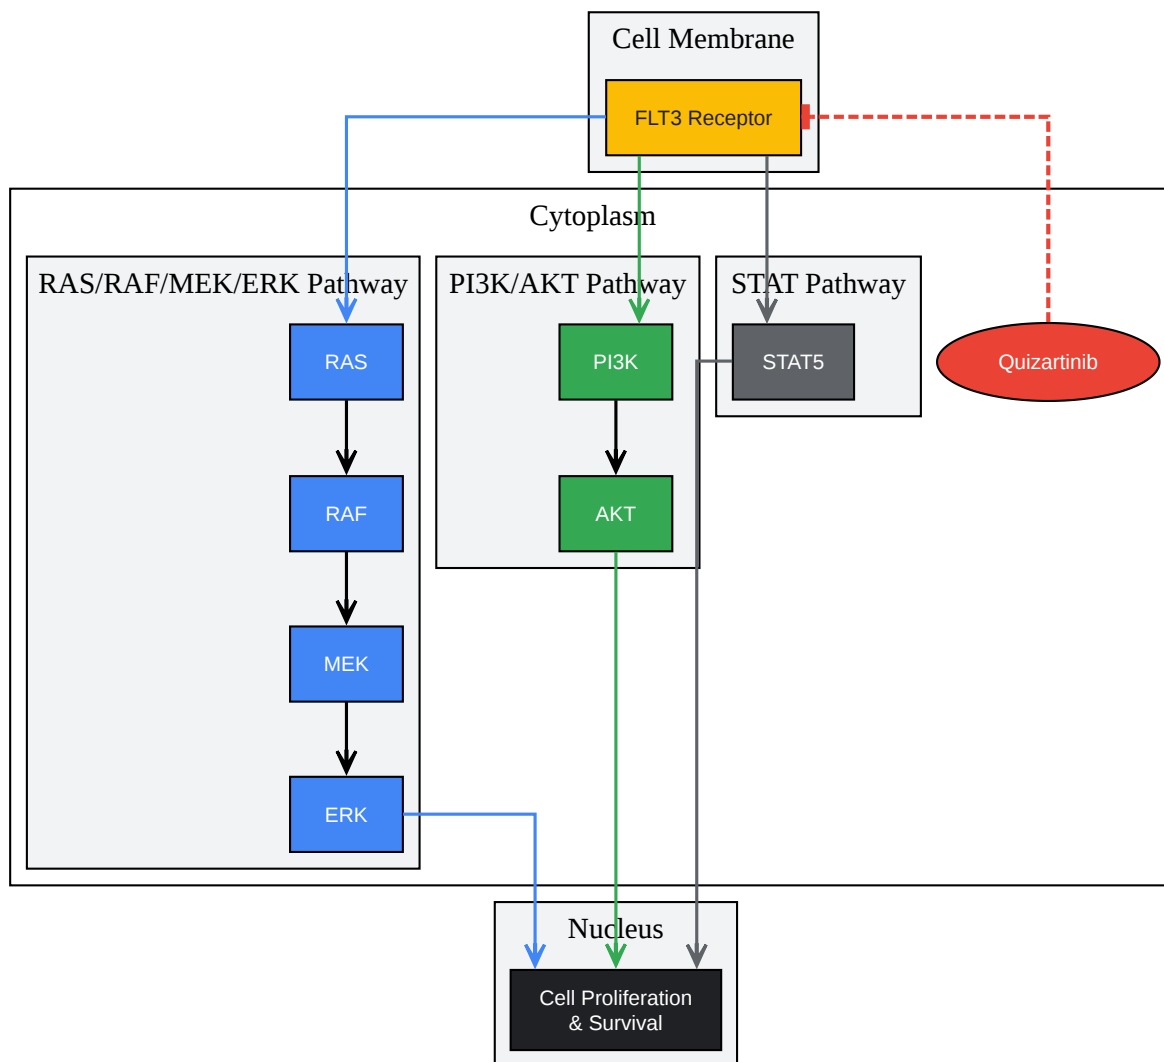 Cell Membrane
FLT3 Receptor
Cytoplasm
RAS/RAF/MEK/ERK Pathway
PI3K/AKT Pathway
STAT Pathway
RAS
PI3K
STAT5
Quizartinib
RAF
AKT
MEK
ERK
Nucleus
Cell Proliferation
& Survival